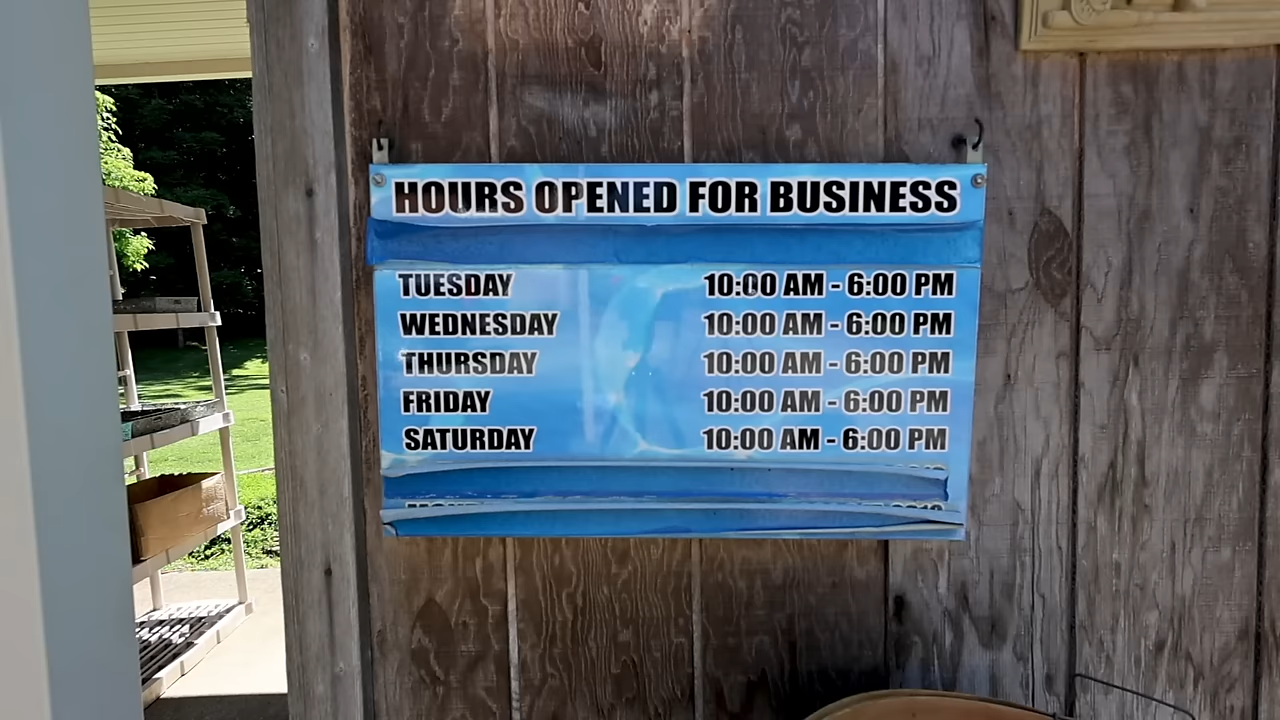 HOURS OPENED FOR BUSINESS
TUESDAY 10:00 AM - 6:00 PM
WEDNESDAY 10:00 AM - 6:00 PM
THURSDAY 10:00 AM - 6:00 PM
FRIDAY 10:00 AM - 6:00 PM
SATURDAY 10:00 AM - 6:00 PM